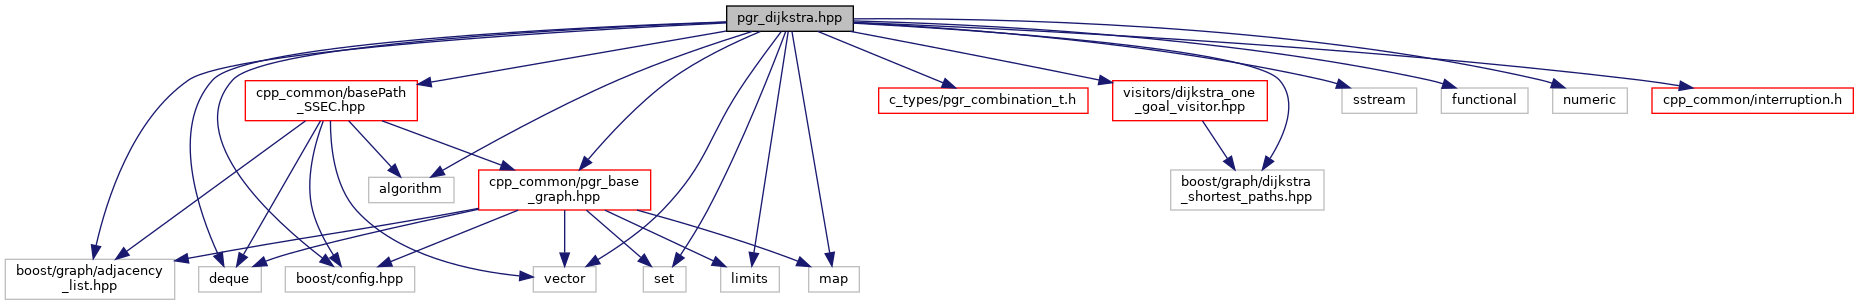 pgr_dijkstra.hpp
cpp_common/basePath
_SSEC.hpp
c_types/pgr_combination_t.h
visitors/dijkstra_one
_goal_visitor.hpp
sstream
functional
numeric
cpp_common/interruption.h
algorithm
cpp_common/pgr_base
_graph.hpp
boost/graph/dijkstra
_shortest_paths.hpp
boost/graph/adjacency
_list.hpp
deque
boost/config.hpp
vector
set
limits
map